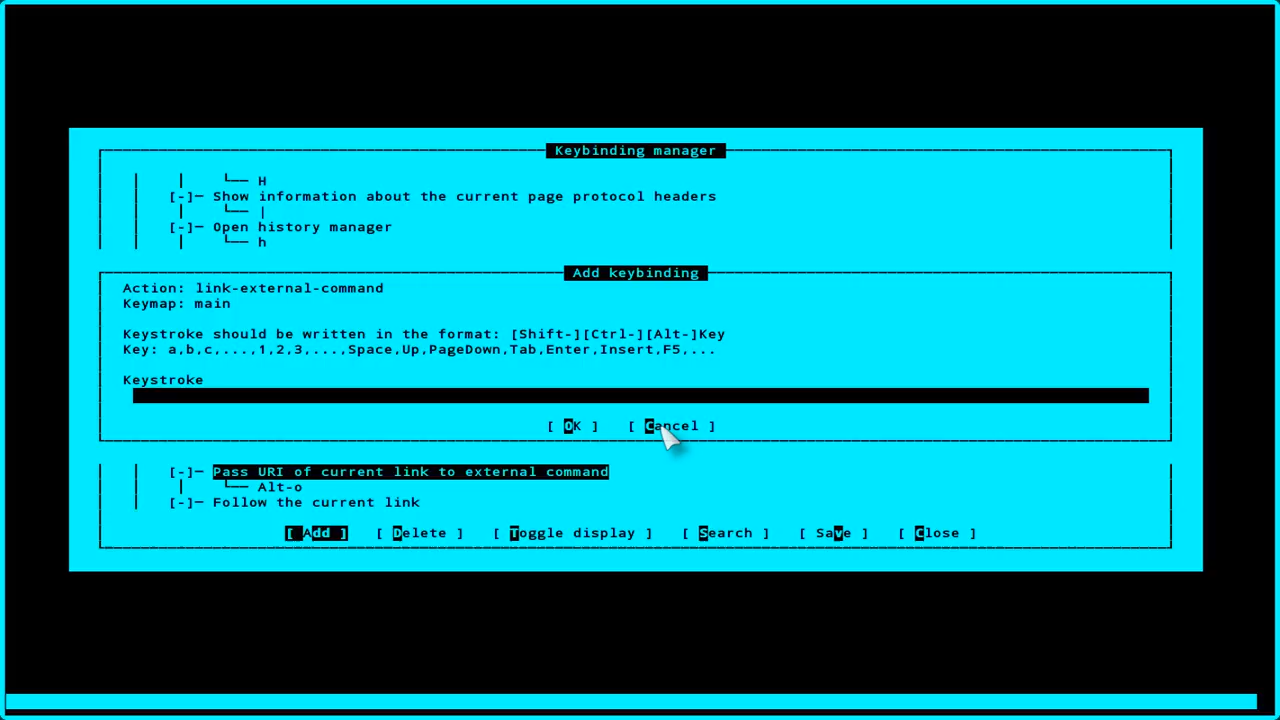 Keybinding manager
H
[-]─ Show information about the current page protocol headers
|
[-]─ Open history manager
h
Add keybinding
Action: link-external-command
Keymap: main
Keystroke should be written in the format: [Shift-][Ctrl-][Alt-]Key
Key: a,b,c,...,1,2,3,...,Space,Up,PageDown,Tab,Enter,Insert,F5,...
Keystroke
[ OK ] [ Cancel ]
[-]─ Pass URI of current link to external command
Alt-o
[-]─ Follow the current link
[ Add ] [ Delete ] [ Toggle display ] [ Search ] [ Save ] [ Close ]